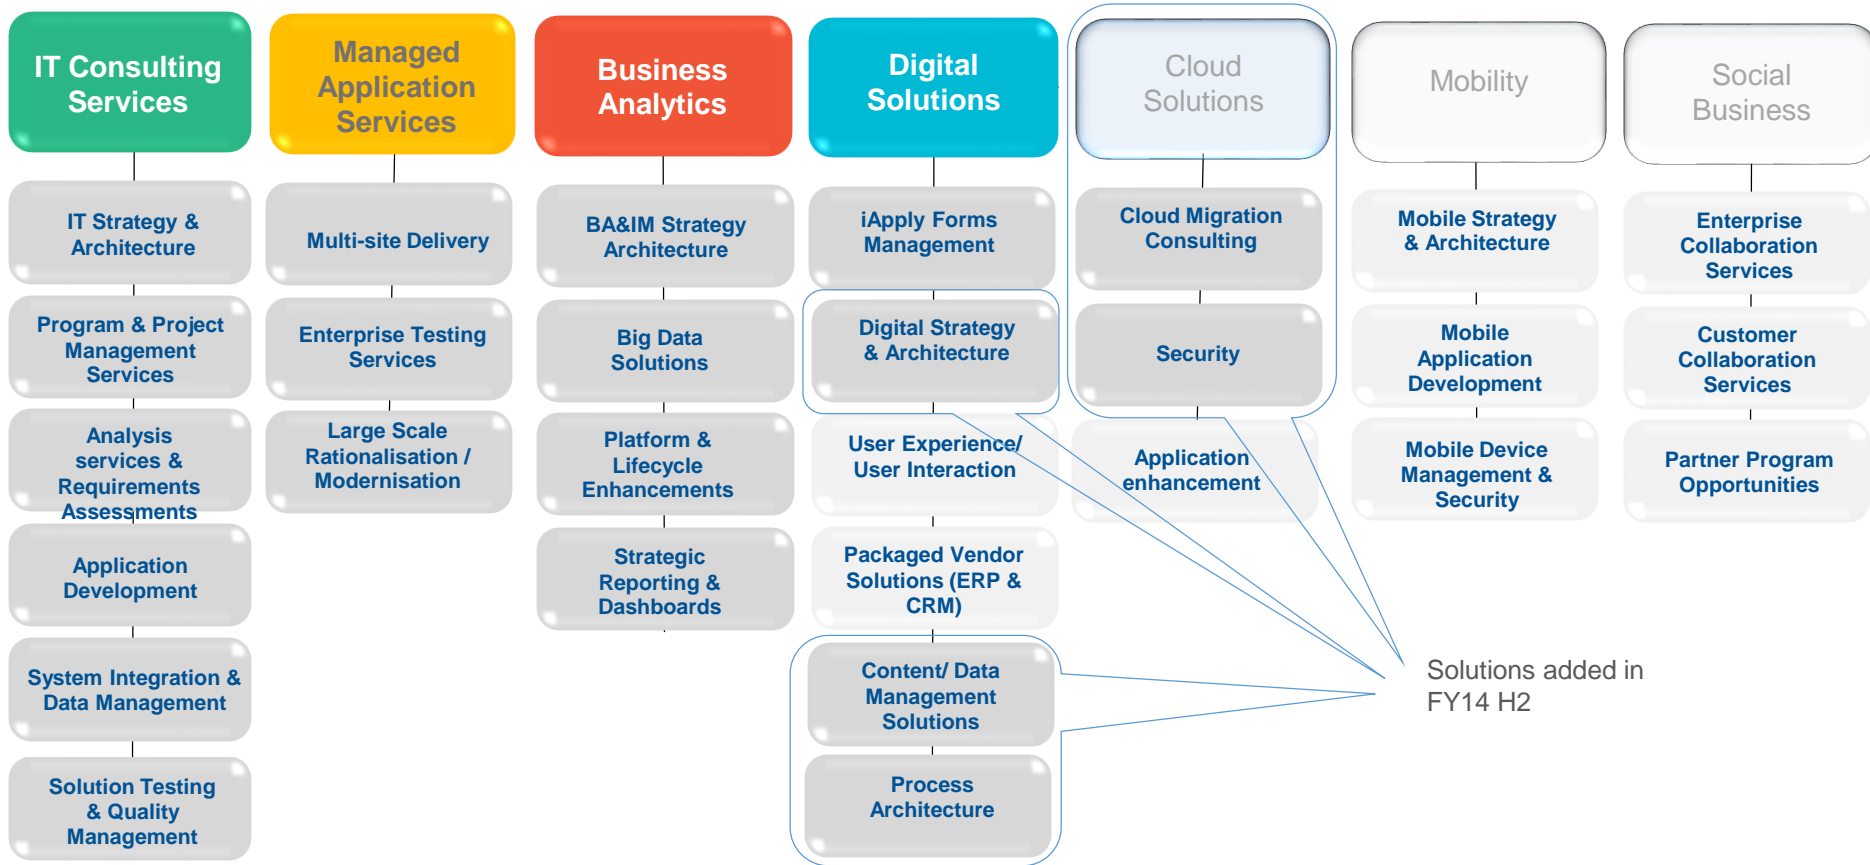 IT Consulting
Services
IT Strategy &
Architecture
Program & Project
Management
Services
Analysis
services &
Requirements
Assessments
Application
Development
System Integration &
Data Management
Solution Testing
& Quality
Management
Managed
Application
Services
Multi-site Delivery
Enterprise Testing
Services
Large Scale
Rationalisation /
Modernisation
Business
Analytics
BA&IM Strategy
Architecture
Big Data
Solutions
Platform &
Lifecycle
Enhancements
Strategic
Reporting &
Dashboards
Digital
Solutions
iApply Forms
Management
Digital Strategy
& Architecture
User Experience/
User Interaction
Packaged Vendor
Solutions (ERP &
CRM)
Content/ Data
Management
Solutions
Process
Architecture
Cloud
Solutions
Cloud Migration
Consulting
Security
Application
enhancement
Mobility
Mobile Strategy
& Architecture
Mobile
Application
Development
Mobile Device
Management &
Security
Social
Business
Enterprise
Collaboration
Services
Customer
Collaboration
Services
Partner Program
Opportunities
Solutions added in
FY14 H2